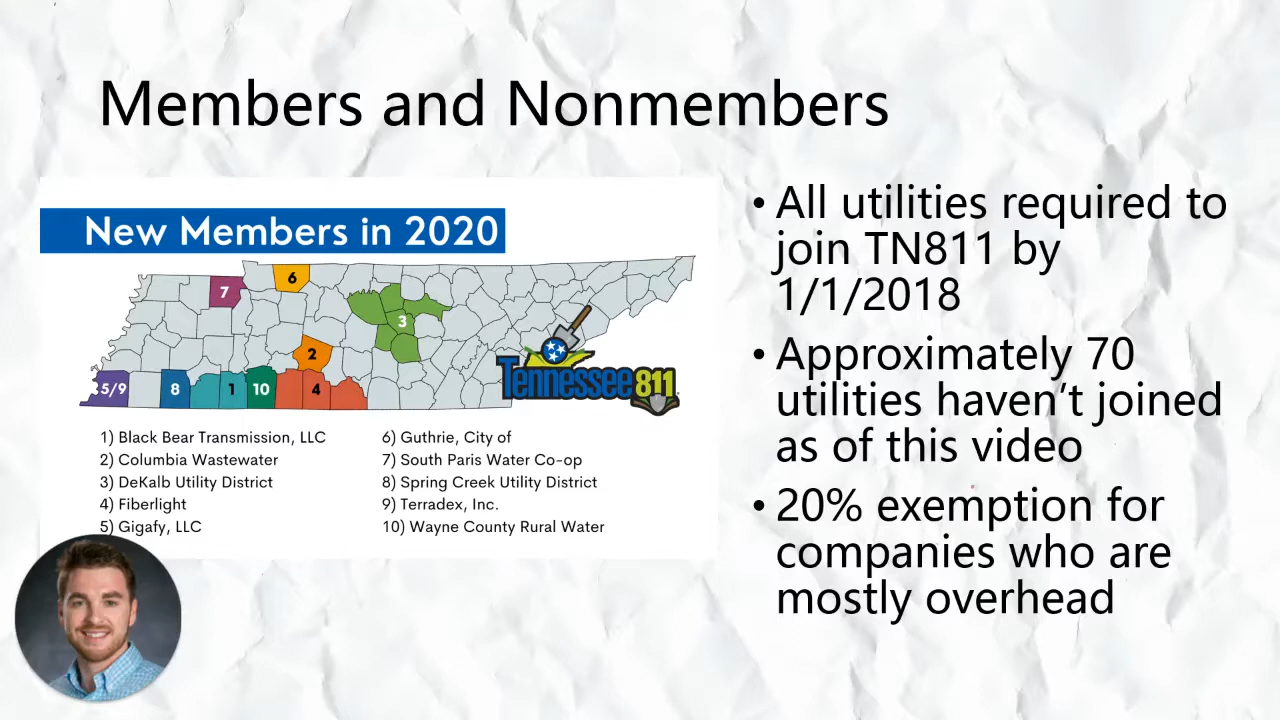 Members and Nonmembers
New Members in 2020
6
7
3
2
5/9
8
1
10
4
Tennessee811
1) Black Bear Transmission, LLC
2) Columbia Wastewater
3) DeKalb Utility District
4) Fiberlight
5) Gigafy, LLC
6) Guthrie, City of
7) South Paris Water Co-op
8) Spring Creek Utility District
9) Terradex, Inc.
10) Wayne County Rural Water
• All utilities required to
join TN811 by
1/1/2018
• Approximately 70
utilities haven’t joined
as of this video
• 20% exemption for
companies who are
mostly overhead